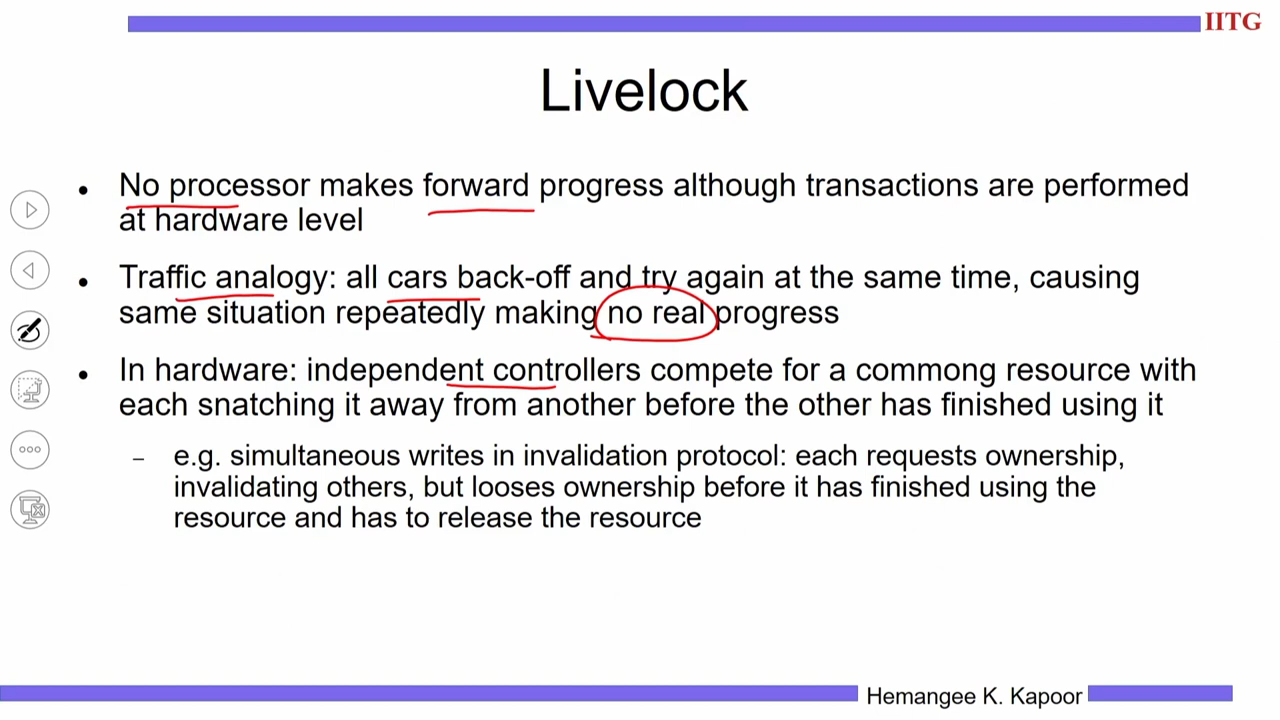 IITG
Livelock
• No processor makes forward progress although transactions are performed
at hardware level
• Traffic analogy: all cars back-off and try again at the same time, causing
same situation repeatedly making no real progress
• In hardware: independent controllers compete for a commong resource with
each snatching it away from another before the other has finished using it
– e.g. simultaneous writes in invalidation protocol: each requests ownership,
invalidating others, but looses ownership before it has finished using the
resource and has to release the resource
Hemangee K. Kapoor